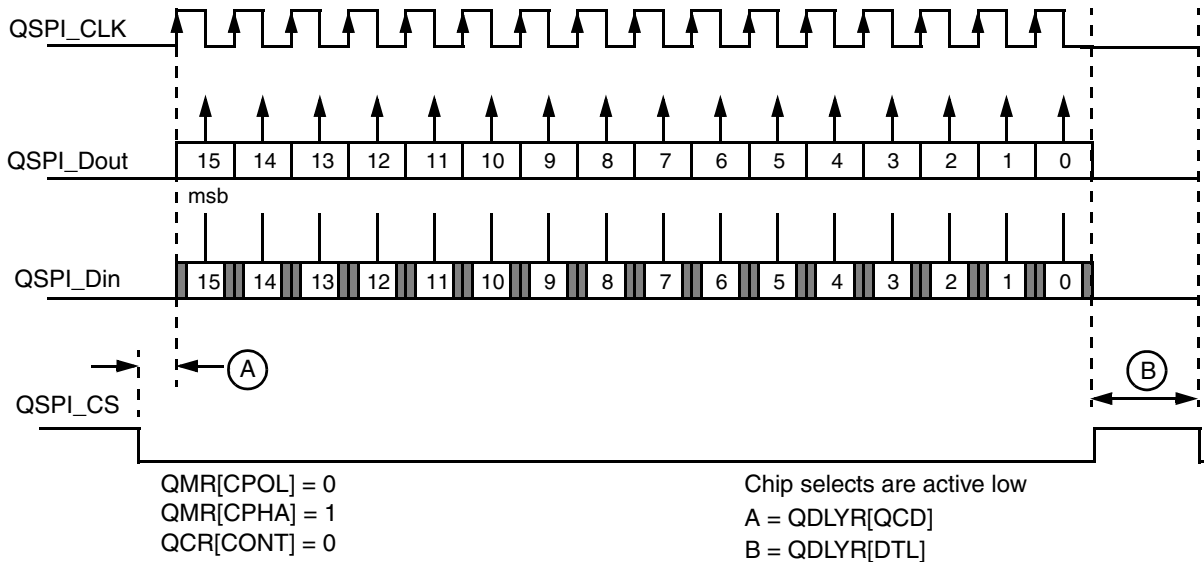 QSPI_CLK
QSPI_Dout
15 14 13 12 11 10 9 8 7 6 5 4 3 2 1 0
msb
QSPI_Din
15 14 13 12 11 10 9 8 7 6 5 4 3 2 1 0
A
B
QSPI_CS
QMR[CPOL] = 0
QMR[CPHA] = 1
QCR[CONT] = 0
Chip selects are active low
A = QDLYR[QCD]
B = QDLYR[DTL]